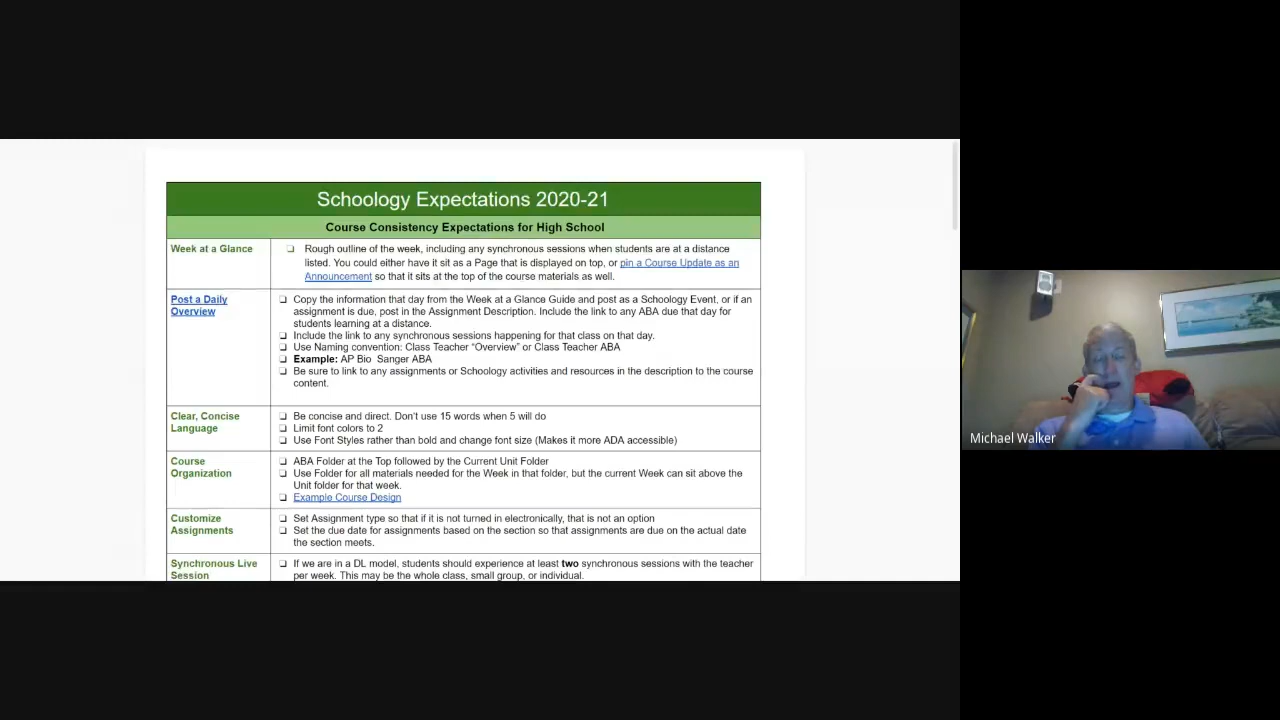 Schoology Expectations 2020-21
Course Consistency Expectations for High School
Week at a Glance
❏ Rough outline of the week, including any synchronous sessions when students are at a distance
listed. You could either have it sit as a Page that is displayed on top, or pin a Course Update as an
Announcement so that it sits at the top of the course materials as well.
Post a Daily
Overview
❏ Copy the information that day from the Week at a Glance Guide and post as a Schoology Event, or if an
assignment is due, post in the Assignment Description. Include the link to any ABA due that day for
students learning at a distance.
❏ Include the link to any synchronous sessions happening for that class on that day.
❏ Use Naming convention: Class Teacher “Overview” or Class Teacher ABA
❏ Example: AP Bio Sanger ABA
❏ Be sure to link to any assignments or Schoology activities and resources in the description to the course
content.
Clear, Concise
Language
❏ Be concise and direct. Don't use 15 words when 5 will do
❏ Limit font colors to 2
❏ Use Font Styles rather than bold and change font size (Makes it more ADA accessible)
Course
Organization
❏ ABA Folder at the Top followed by the Current Unit Folder
❏ Use Folder for all materials needed for the Week in that folder, but the current Week can sit above the
Unit folder for that week.
❏ Example Course Design
Customize
Assignments
❏ Set Assignment type so that if it is not turned in electronically, that is not an option
❏ Set the due date for assignments based on the section so that assignments are due on the actual date
the section meets.
Synchronous Live
Session
❏ If we are in a DL model, students should experience at least two synchronous sessions with the teacher
per week. This may be the whole class, small group, or individual.
Michael Walker